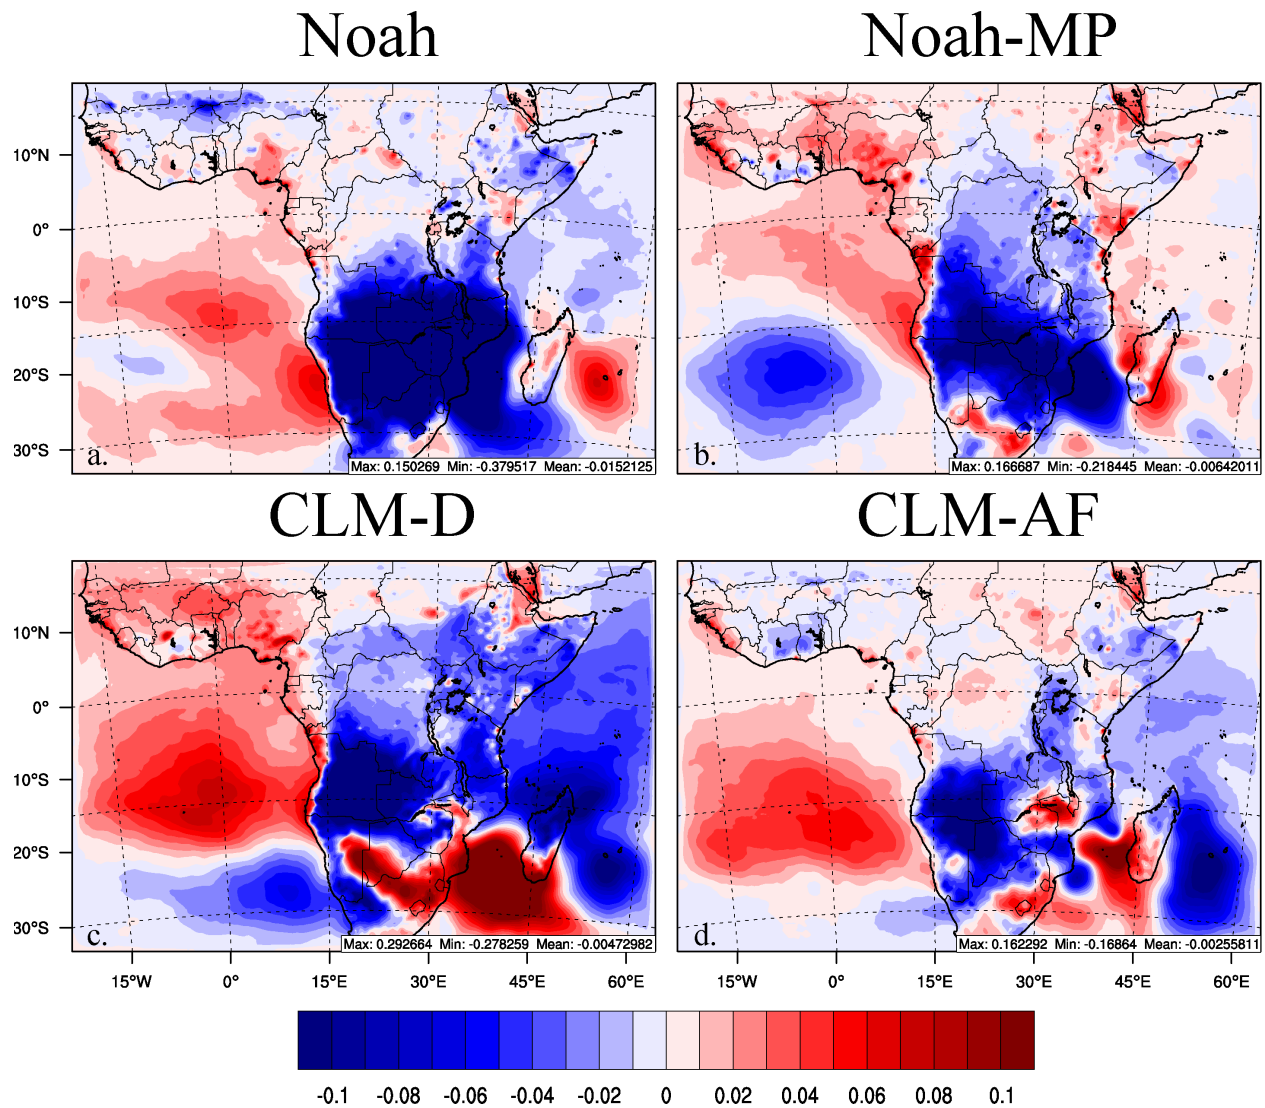 Noah
Noah-MP
10°N
0°
10°S
20°S
30°S
a.
Max: 0.150269 Min: -0.379517 Mean: -0.0152125
b.
Max: 0.166687 Min: -0.218445 Mean: -0.00642011
CLM-D
CLM-AF
10°N
0°
10°S
20°S
30°S
c.
Max: 0.292664 Min: -0.278259 Mean: -0.00472982
d.
Max: 0.162292 Min: -0.16864 Mean: -0.00255811
15°W 0° 15°E 30°E 45°E 60°E
15°W 0° 15°E 30°E 45°E 60°E
-0.1 -0.08 -0.06 -0.04 -0.02 0 0.02 0.04 0.06 0.08 0.1